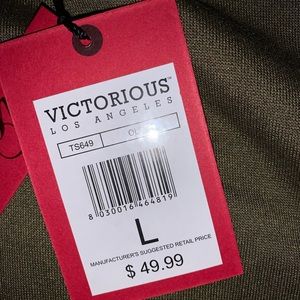 VICTORIOUS™
LOS ANGELES
TS649
8 030016 464819
L
MANUFACTURER'S SUGGESTED RETAIL PRICE
$ 49.99